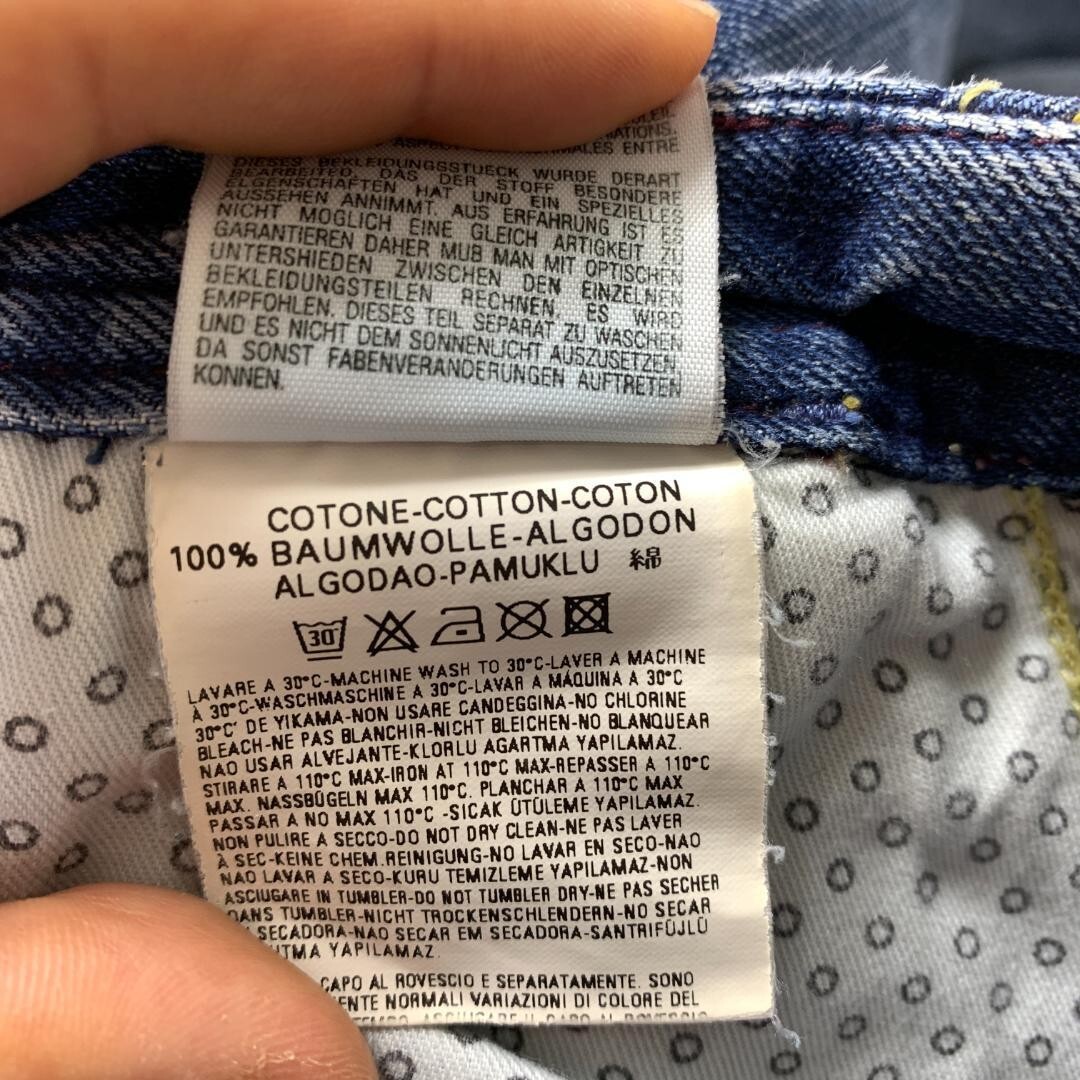 MALES ENTRE
DIESES BEKLEIDUNGSSTUECK WURDE DERART
BEARBEITED, DAS DER STOFF BESONDERE
EIGENSCHAFTEN HAT UND EIN SPEZIELLES
AUSSEHEN ANNIMMT. AUS ERFAHRUNG IST ES
NICHT MOGLICH EINE GLEICH ARTIGKEIT ZU
GARANTIEREN DAHER MUB MAN MIT OPTISCHEN
UNTERSHIEDEN ZWISCHEN DEN EINZELNEN
BEKLEIDUNGSTEILEN RECHNEN. ES WIRD
EMPFOHLEN. DIESES TEIL SEPARAT ZU WASCHEN
UND ES NICHT DEM SONNENLICHT AUSZUSETZEN.
DA SONST FABENVERANDERUNGEN AUFTRETEN
KONNEN.
COTONE-COTTON-COTON
100% BAUMWOLLE-ALGODON
ALGODAO-PAMUKLU 綿
30°
LAVARE A 30°C-MACHINE WASH TO 30°C-LAVER A MACHINE
À 30°C-WASCHMASCHINE A 30°C-LAVAR A MÁQUINA A 30°C
30°C' DE YIKAMA-NON USARE CANDEGGINA-NO CHLORINE
BLEACH-NE PAS BLANCHIR-NICHT BLEICHEN-NO BLANQUEAR
NAO USAR ALVEJANTE-KLORLU AGARTMA YAPILAMAZ.
STIRARE A 110°C MAX-IRON AT 110°C MAX-REPASSER A 110°C
MAX. NASSBÜGELN MAX 110°C. PLANCHAR A 110°C MAX
PASSAR A NO MAX 110°C -SICAK ÜTÜLEME YAPILAMAZ.
NON PULIRE A SECCO-DO NOT DRY CLEAN-NE PAS LAVER
À SEC-KEINE CHEM.REINIGUNG-NO LAVAR EN SECO-NAO
NAO LAVAR A SECO-KURU TEMIZLEME YAPILAMAZ-NON
ASCIUGARE IN TUMBLER-DO NOT TUMBLER DRY-NE PAS SECHER
DANS TUMBLER-NICHT TROCKENSCHLENDERN-NO SECAR
SECADORA-NAO SECAR EM SECADORA-SANTRIFÜJLÜ
YAPILAMAZ.
CAPO AL ROVESCIO E SEPARATAMENTE. SONO
NORMALI VARIAZIONI DI COLORE DEL